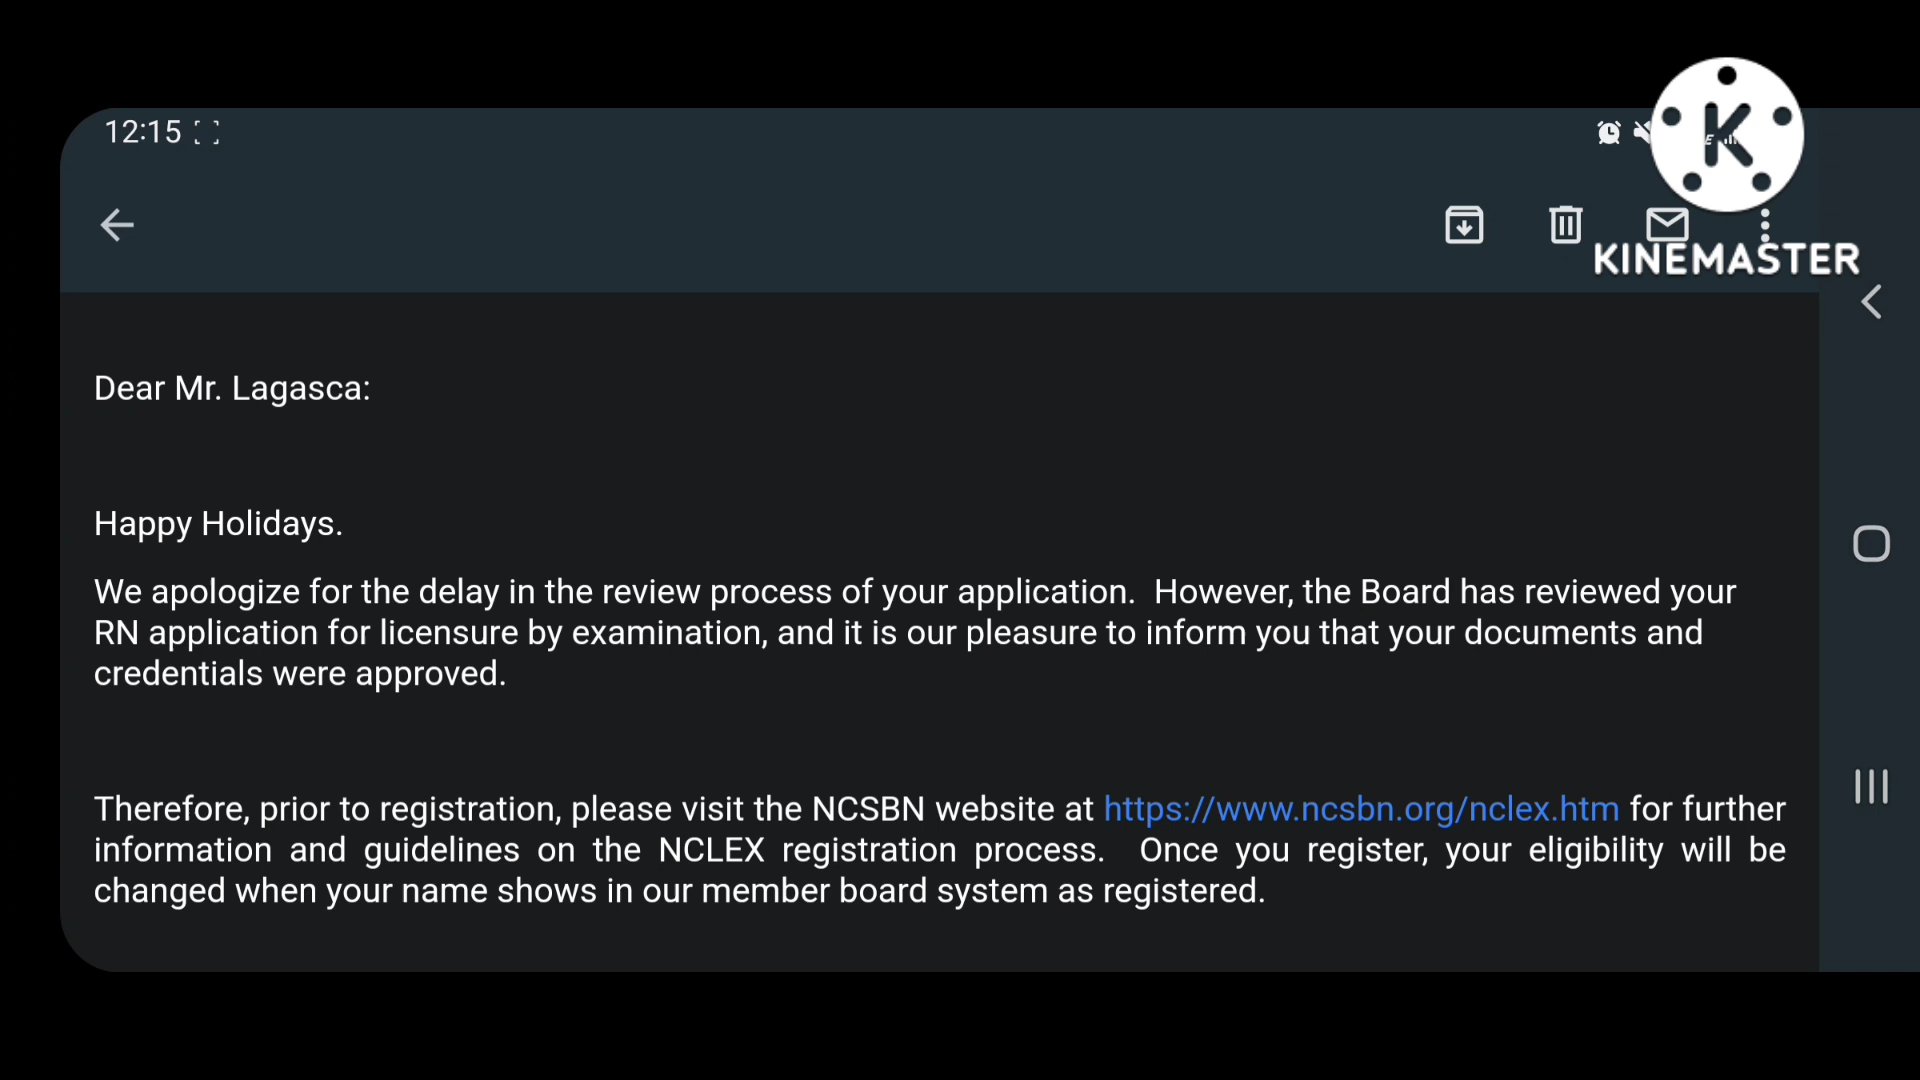 12:15
KINEMASTER
Dear Mr. Lagasca:
Happy Holidays.
We apologize for the delay in the review process of your application.  However, the Board has reviewed your
RN application for licensure by examination, and it is our pleasure to inform you that your documents and
credentials were approved.
Therefore, prior to registration, please visit the NCSBN website at https://www.ncsbn.org/nclex.htm for further
information and guidelines on the NCLEX registration process.  Once you register, your eligibility will be
changed when your name shows in our member board system as registered.